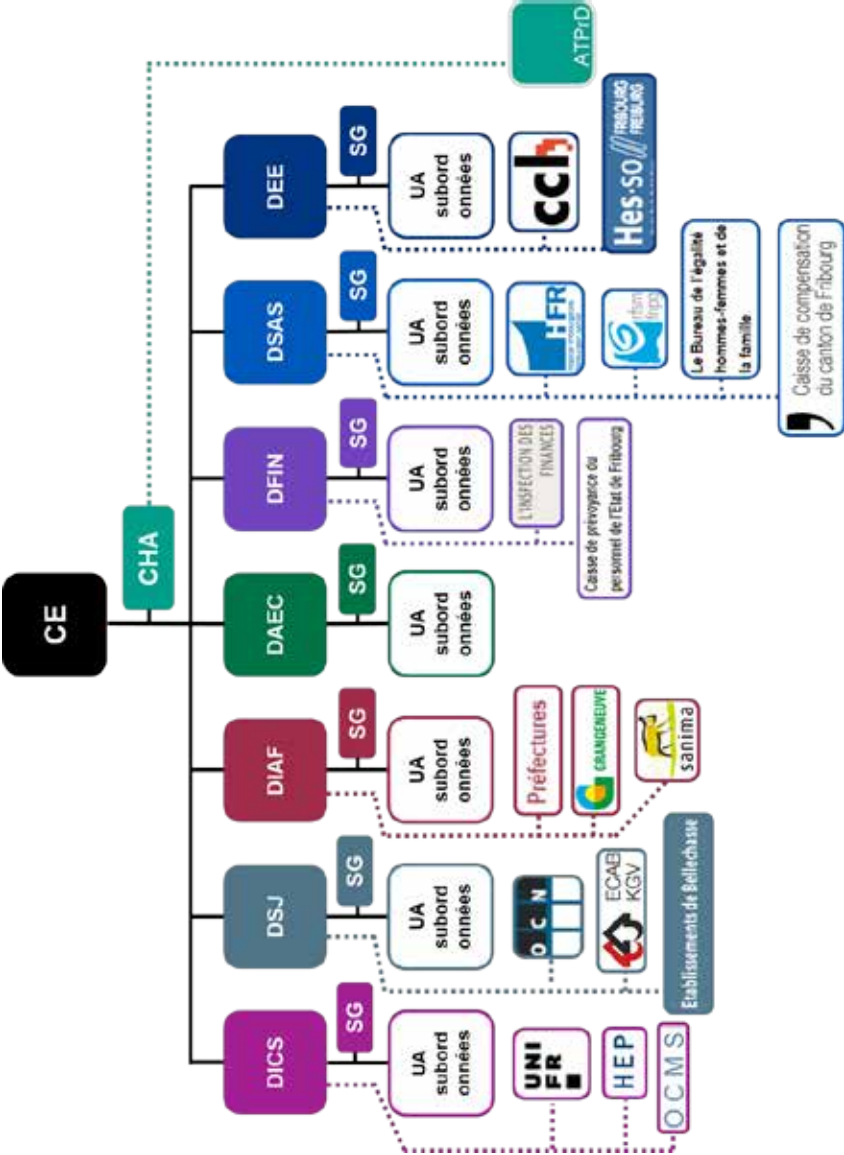 CE
CHA
ATPrD
DICS
SG
UA
subord
onnées
UNI
FR
HEP
OCMS
DSJ
SG
UA
subord
onnées
OCN
ECAB
KGV
Etablissements de Bellechasse
DIAF
SG
UA
subord
onnées
Préfectures
GRANGENEUVE
sanima
DAEC
SG
UA
subord
onnées
DFIN
SG
UA
subord
onnées
L'INSPECTION DES
FINANCES
Caisse de prévoyance du
personnel de l'Etat de Fribourg
DSAS
SG
UA
subord
onnées
HFR
rfsm
fnpg
Le Bureau de l'égalité
hommes-femmes et de
la famille
Caisse de compensation
du canton de Fribourg
DEE
SG
UA
subord
onnées
cch
Hes·so // FRIBOURG
FREIBURG